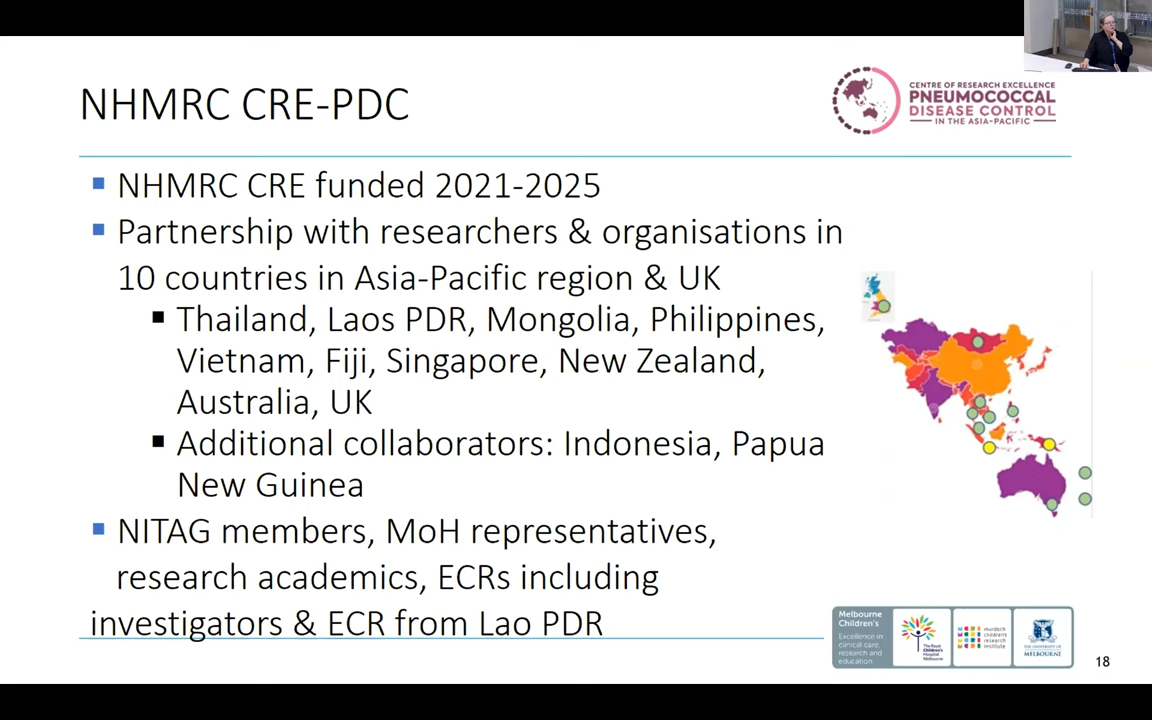 NHMRC CRE-PDC
CENTRE OF RESEARCH EXCELLENCE
PNEUMOCOCCAL
DISEASE CONTROL
IN THE ASIA-PACIFIC
NHMRC CRE funded 2021-2025
Partnership with researchers & organisations in
10 countries in Asia-Pacific region & UK
Thailand, Laos PDR, Mongolia, Philippines,
Vietnam, Fiji, Singapore, New Zealand,
Australia, UK
Additional collaborators: Indonesia, Papua
New Guinea
NITAG members, MoH representatives,
research academics, ECRs including
investigators & ECR from Lao PDR
Melbourne
Children's
Excellence in
clinical care,
research and
education
The Royal
Children's
Hospital
Melbourne
murdoch
children's
research
institute
THE UNIVERSITY OF
MELBOURNE
18